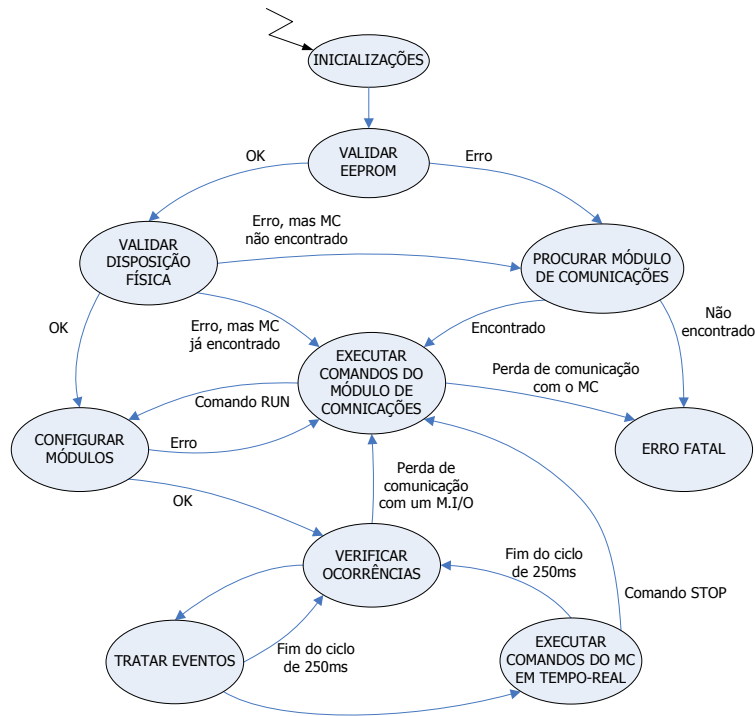 INICIALIZAÇÕES
VALIDAR
EEPROM
OK
Erro
VALIDAR
DISPOSIÇÃO
FÍSICA
Erro, mas MC
não encontrado
PROCURAR MÓDULO
DE COMUNICAÇÕES
OK
Erro, mas MC
já encontrado
Encontrado
Não
encontrado
EXECUTAR
COMANDOS DO
MÓDULO DE
COMNICAÇÕES
Perda de comunicação
com o MC
Comando RUN
CONFIGURAR
MÓDULOS
Erro
ERRO FATAL
OK
Perda de
comunicação
com um M.I/O
VERIFICAR
OCORRÊNCIAS
Fim do ciclo
de 250ms
Comando STOP
TRATAR EVENTOS
Fim do ciclo
de 250ms
EXECUTAR
COMANDOS DO MC
EM TEMPO-REAL